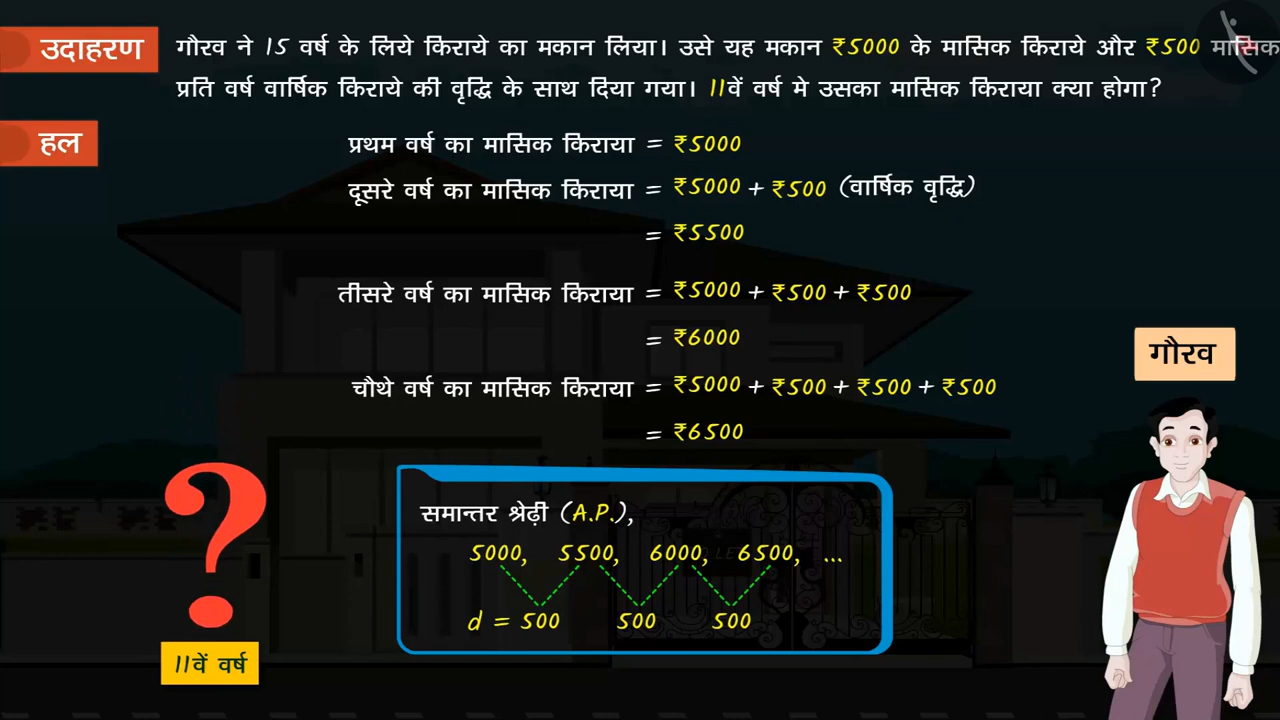 उदाहरण
गौरव ने 15 वर्ष के लिये किराये का मकान लिया। उसे यह मकान ₹5000 के मासिक किराये और ₹500 मासिक
प्रति वर्ष वार्षिक किराये की वृद्धि के साथ दिया गया। 11वें वर्ष मे उसका मासिक किराया क्या होगा?
हल
प्रथम वर्ष का मासिक किराया = ₹5000
दूसरे वर्ष का मासिक किराया = ₹5000 + ₹500 (वार्षिक वृद्धि)
= ₹5500
तीसरे वर्ष का मासिक किराया = ₹5000 + ₹500 + ₹500
= ₹6000
चौथे वर्ष का मासिक किराया = ₹5000 + ₹500 + ₹500 + ₹500
= ₹6500
गौरव
समान्तर श्रेढ़ी (A.P.),
5000, 5500, 6000, 6500, ...
d = 500 500 500
11वें वर्ष